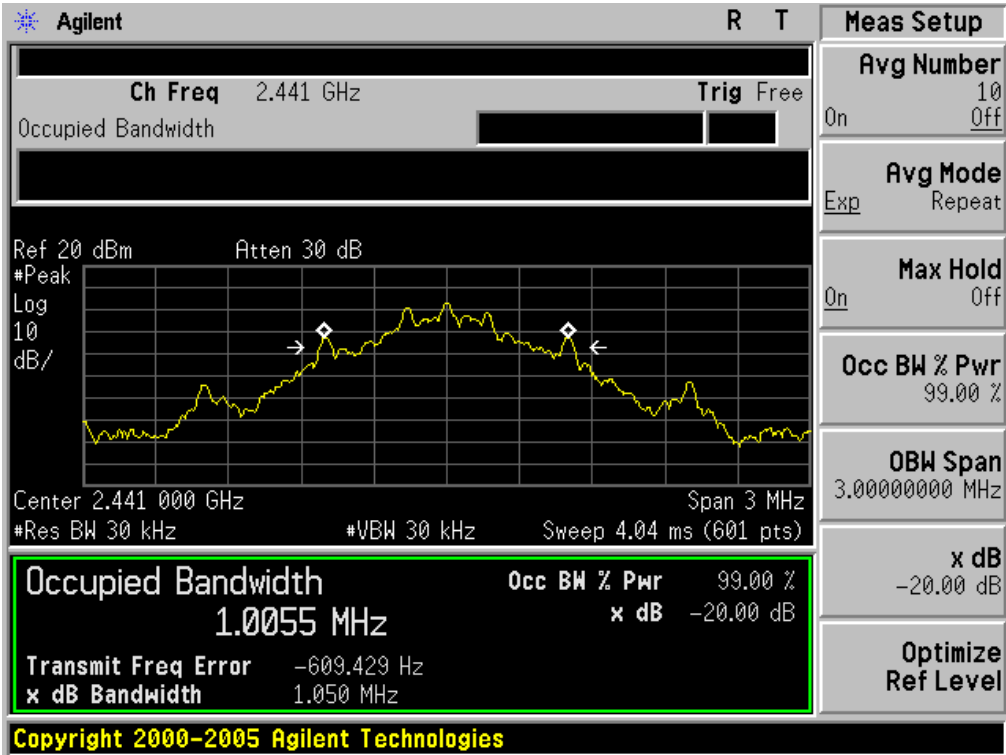 Agilent R T
Ch Freq 2.441 GHz Trig Free
Occupied Bandwidth
Ref 20 dBm Atten 30 dB
#Peak
Log
10
dB/
Center 2.441 000 GHz Span 3 MHz
#Res BW 30 kHz #VBW 30 kHz Sweep 4.04 ms (601 pts)
Occupied Bandwidth
1.0055 MHz
Occ BW % Pwr 99.00 %
x dB -20.00 dB
Transmit Freq Error -609.429 Hz
x dB Bandwidth 1.050 MHz
Copyright 2000-2005 Agilent Technologies
Meas Setup
Avg Number
10
On Off
Avg Mode
Exp Repeat
Max Hold
On Off
Occ BW % Pwr
99.00 %
OBW Span
3.00000000 MHz
x dB
-20.00 dB
Optimize
Ref Level